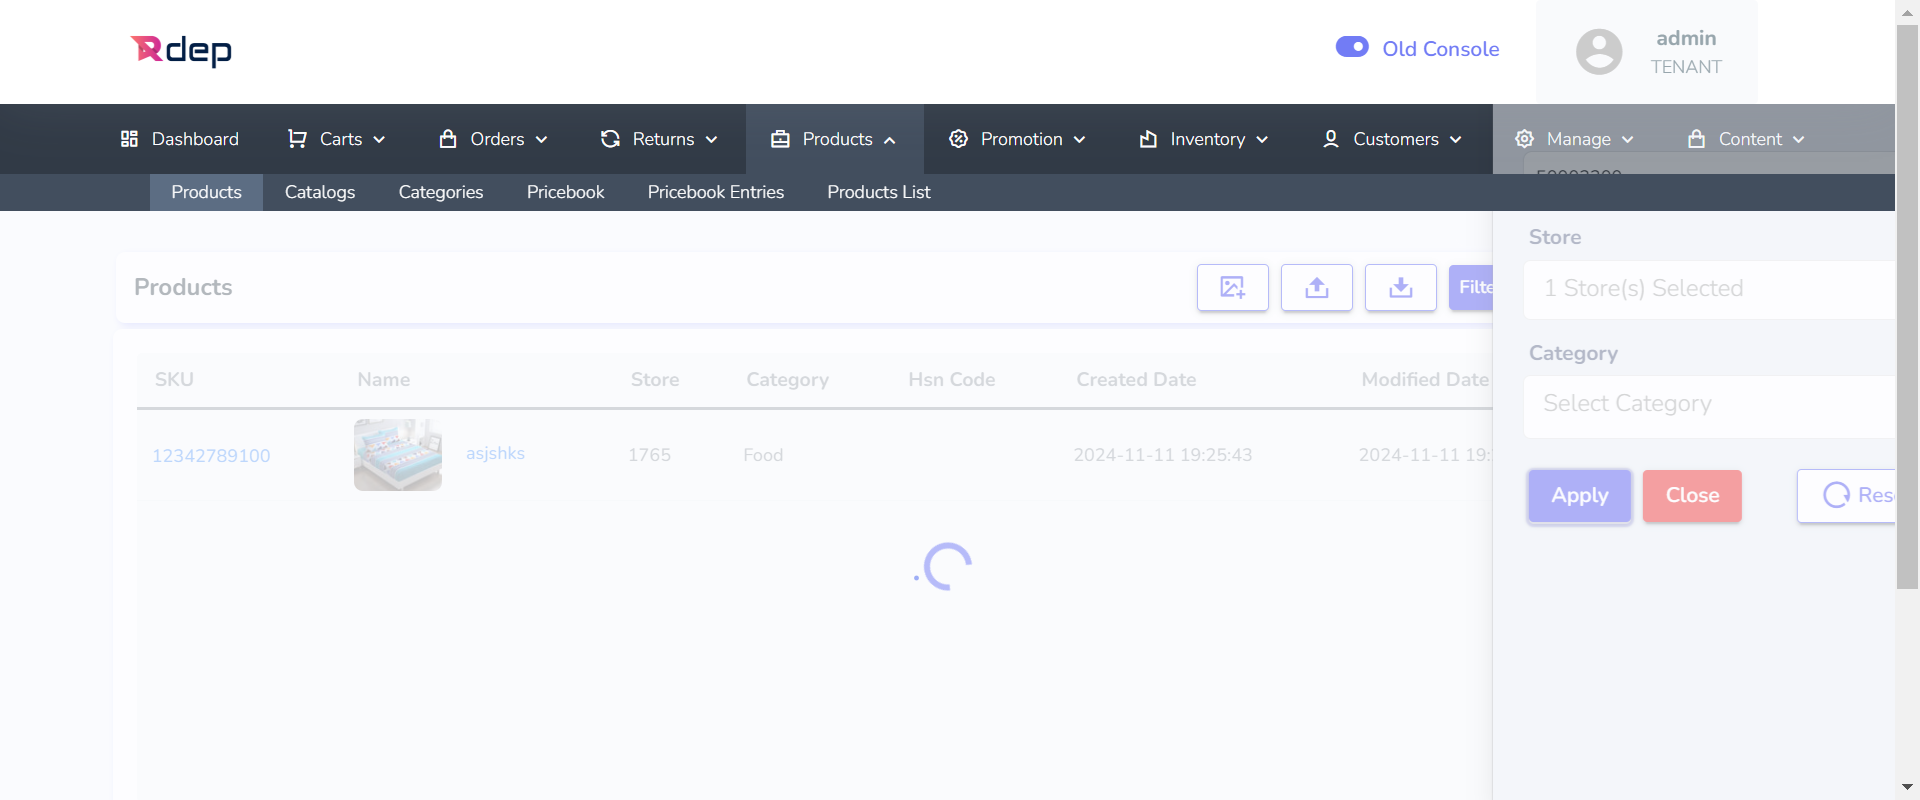 Rdep
Old Console
admin
TENANT
Dashboard
Carts
Orders
Returns
Products
Promotion
Inventory
Customers
Manage
Content
Products
Catalogs
Categories
Pricebook
Pricebook Entries
Products List
Store
Products
Filte
1 Store(s) Selected
Category
SKU
Name
Store
Category
Hsn Code
Created Date
Modified Date
Select Category
12342789100
asjshks
1765
Food
2024-11-11 19:25:43
2024-11-11 19:
Apply
Close
Res